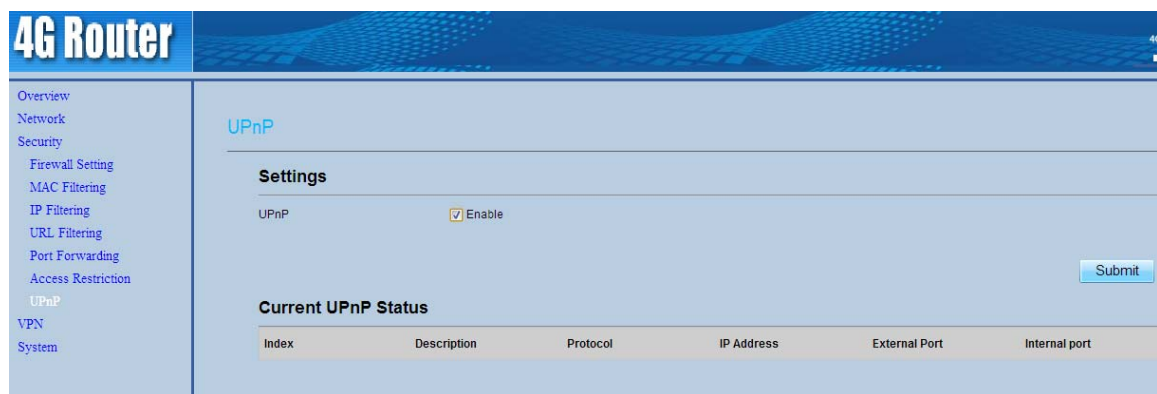 4G Router
4G
Overview
Network
Security
Firewall Setting
MAC Filtering
IP Filtering
URL Filtering
Port Forwarding
Access Restriction
UPnP
VPN
System
UPnP
Settings
UPnP Enable
Submit
Current UPnP Status
Index Description Protocol IP Address External Port Internal port